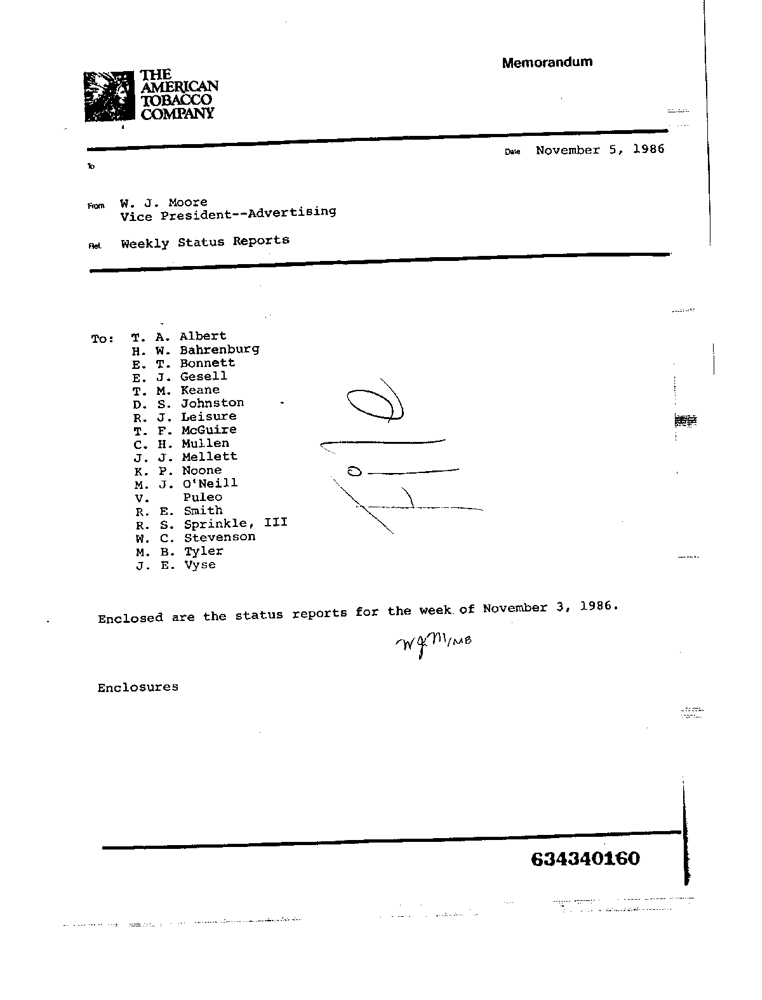 THE
AMERICAN
TOBACCO
COMPANY
Memorandum
Date November 5, 1986
To
From W. J. Moore
Vice President--Advertising
Ref. Weekly Status Reports
To: T. A. Albert
H. W. Bahrenburg
E. T. Bonnett
E. J. Gesell
T. M. Keane
D. S. Johnston
R. J. Leisure
T. F. McGuire
C. H. Mullen
J. J. Mellett
K. P. Noone
M. J. O'Neill
V. Puleo
R. E. Smith
R. S. Sprinkle, III
W. C. Stevenson
M. B. Tyler
J. E. Vyse
File
Enclosed are the status reports for the week of November 3, 1986.
WJM/MB
Enclosures
634340160